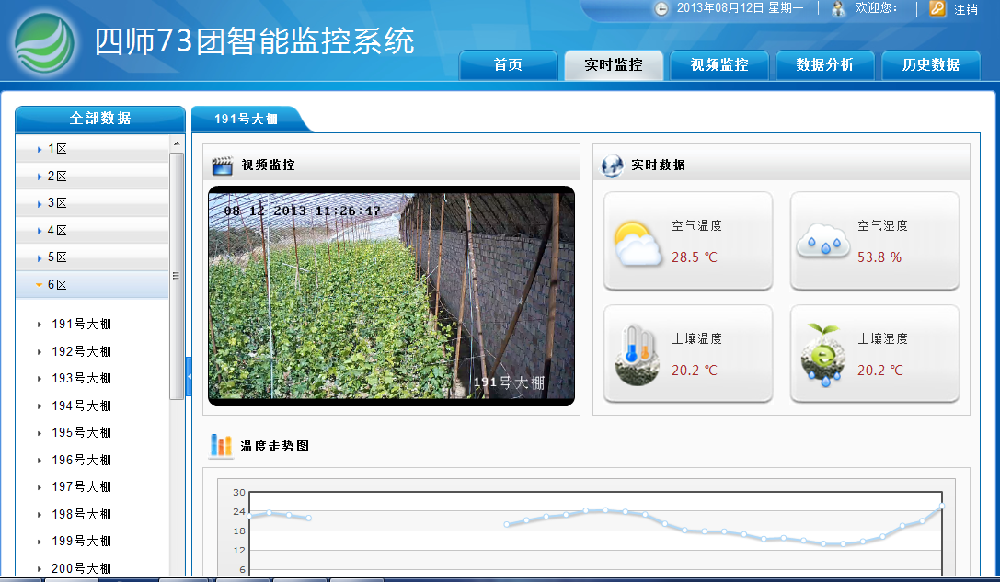 2013年08月12日 星期一
欢迎您：
注销
四师73团智能监控系统
首页
实时监控
视频监控
数据分析
历史数据
全部数据
1区
2区
3区
4区
5区
6区
191号大棚
192号大棚
193号大棚
194号大棚
195号大棚
196号大棚
197号大棚
198号大棚
199号大棚
200号大棚
191号大棚
视频监控
08-12-2013 11:26:47
191号大棚
实时数据
空气温度
28.5 ℃
空气湿度
53.8 %
土壤温度
20.2 ℃
土壤湿度
20.2 ℃
温度走势图
30
24
18
12
6